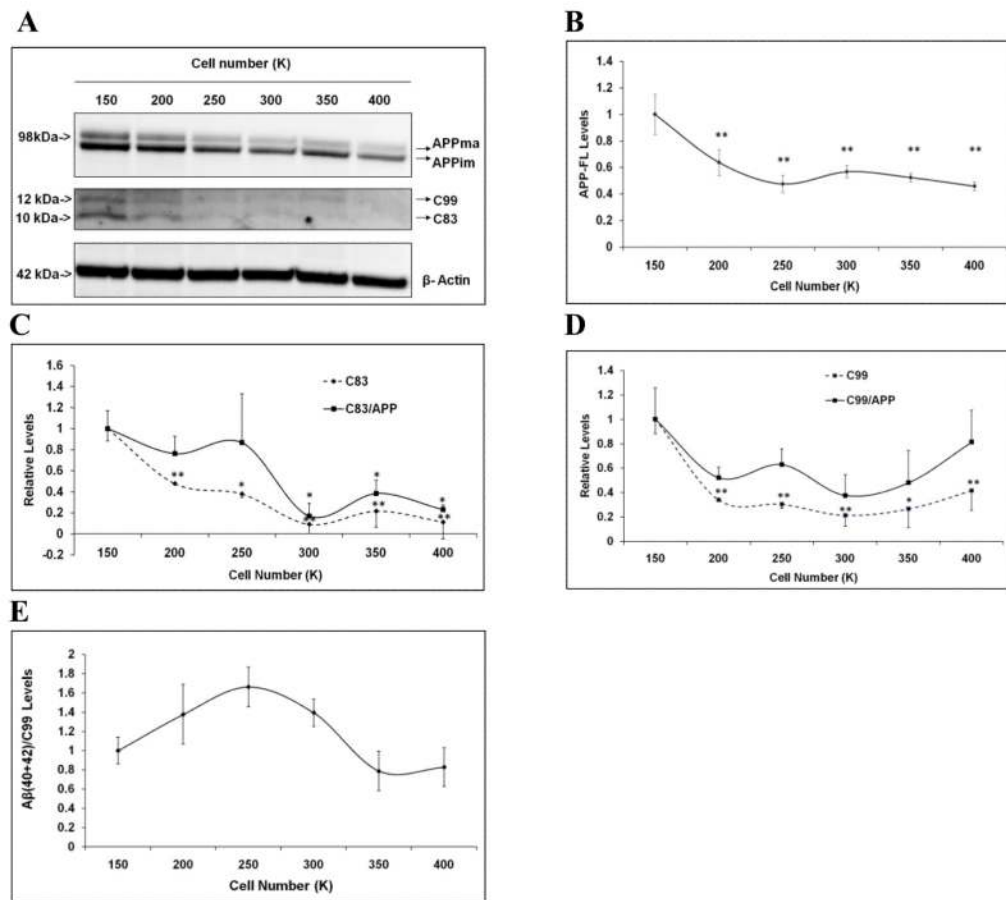 A
Cell number (K)
150 200 250 300 350 400
98kDa->
APPma
APPim
12 kDa->
C99
10 kDa->
C83
42 kDa->
β- Actin
B
1.4
1.2
1
0.8
0.6
0.4
0.2
0
APP-FL Levels
** ** ** ** **
150 200 250 300 350 400
Cell Number (K)
C
1.6
1.4
1.2
1
0.8
0.6
0.4
0.2
0
-0.2
Relative Levels
C83
C83/APP
** * * ** * ** * **
150 200 250 300 350 400
Cell Number (K)
D
1.4
1.2
1
0.8
0.6
0.4
0.2
0
Relative Levels
C99
C99/APP
** ** ** * **
150 200 250 300 350 400
Cell Number (K)
E
2
1.8
1.6
1.4
1.2
1
0.8
0.6
0.4
0.2
0
Aβ(40+42)/C99 Levels
150 200 250 300 350 400
Cell Number (K)